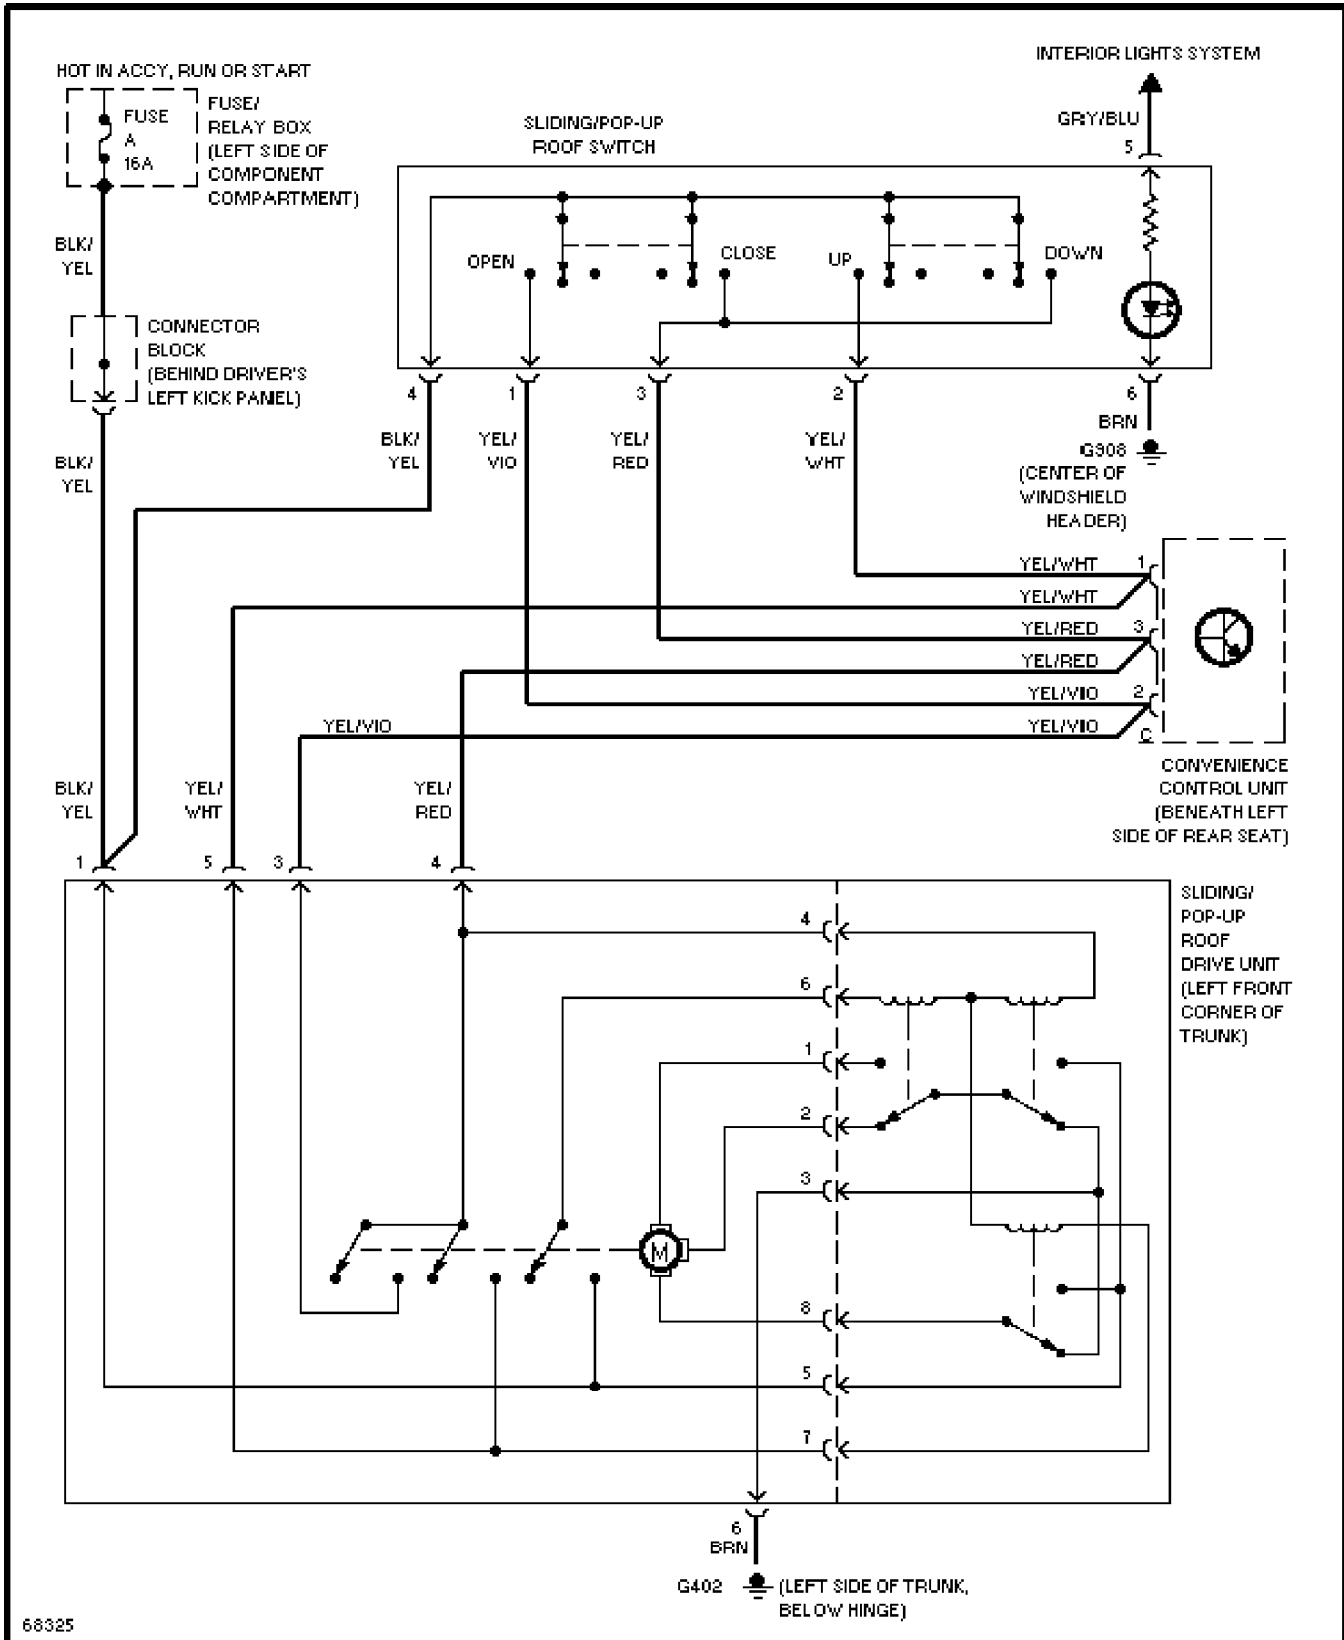 HOT IN ACCY, RUN OR START
FUSE
A
16A
FUSE/
RELAY BOX
(LEFT SIDE OF
COMPONENT
COMPARTMENT)
SLIDING/POP-UP
ROOF SWITCH
INTERIOR LIGHTS SYSTEM
GRY/BLU
5
BLK/
YEL
OPEN
CLOSE
UP
DOWN
CONNECTOR
BLOCK
(BEHIND DRIVER'S
LEFT KICK PANEL)
4
1
3
2
6
BRN
G908
(CENTER OF
WINDSHIELD
HEADER)
BLK/
YEL
BLK/
YEL
YEL/
VIO
YEL/
RED
YEL/
WHT
YEL/WHT
1
YEL/WHT
YEL/RED
3
YEL/RED
YEL/VIO
2
YEL/VIO
YEL/VIO
C
CONVENIENCE
CONTROL UNIT
(BENEATH LEFT
SIDE OF REAR SEAT)
BLK/
YEL
YEL/
WHT
YEL/
RED
1
5
3
4
SLIDING/
POP-UP
ROOF
DRIVE UNIT
(LEFT FRONT
CORNER OF
TRUNK)
4
6
1
2
3
M
8
5
7
6
BRN
G402
(LEFT SIDE OF TRUNK,
BELOW HINGE)
68325